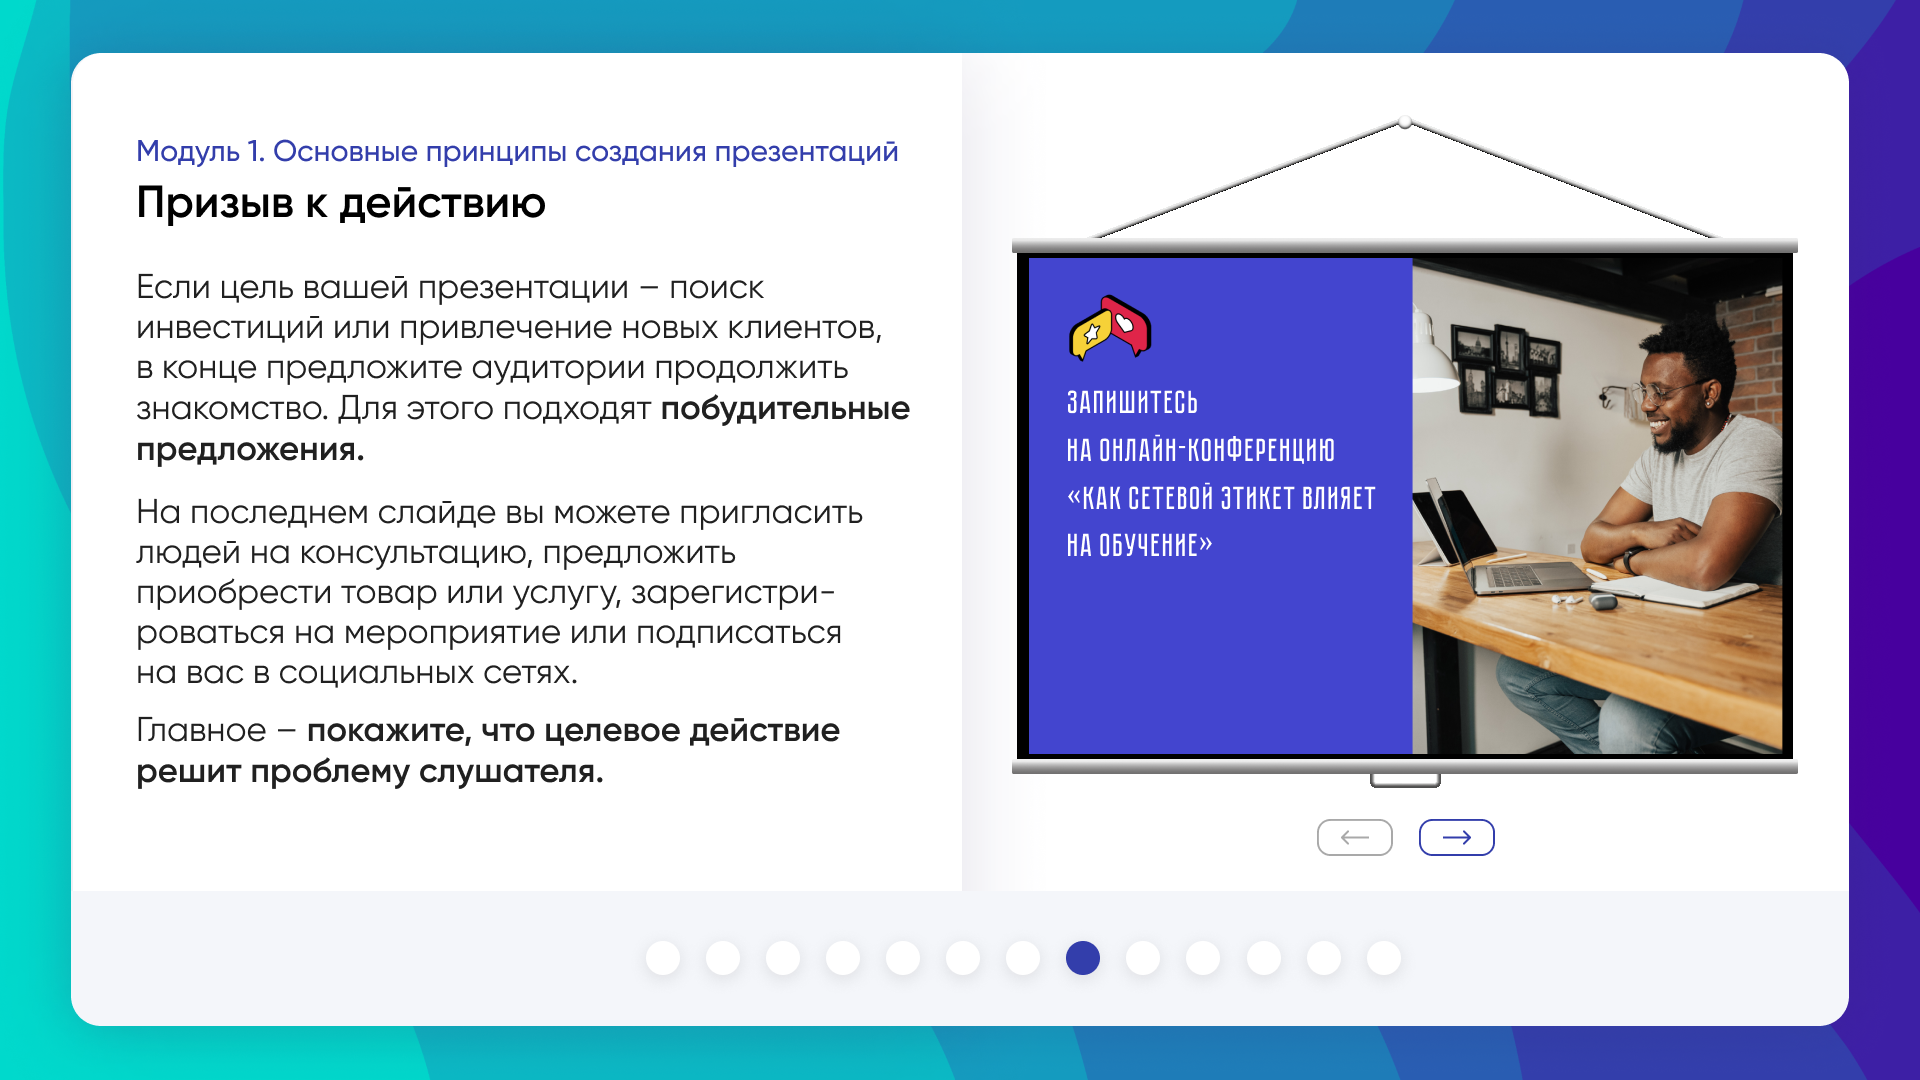 Модуль 1. Основные принципы создания презентаций
Призыв к действию
Если цель вашей презентации – поиск
инвестиций или привлечение новых клиентов,
в конце предложите аудитории продолжить
знакомство. Для этого подходят побудительные
предложения.
На последнем слайде вы можете пригласить
людей на консультацию, предложить
приобрести товар или услугу, зарегистри-
роваться на мероприятие или подписаться
на вас в социальных сетях.
Главное – покажите, что целевое действие
решит проблему слушателя.
ЗАПИШИТЕСЬ
НА ОНЛАЙН-КОНФЕРЕНЦИЮ
«КАК СЕТЕВОЙ ЭТИКЕТ ВЛИЯЕТ
НА ОБУЧЕНИЕ»